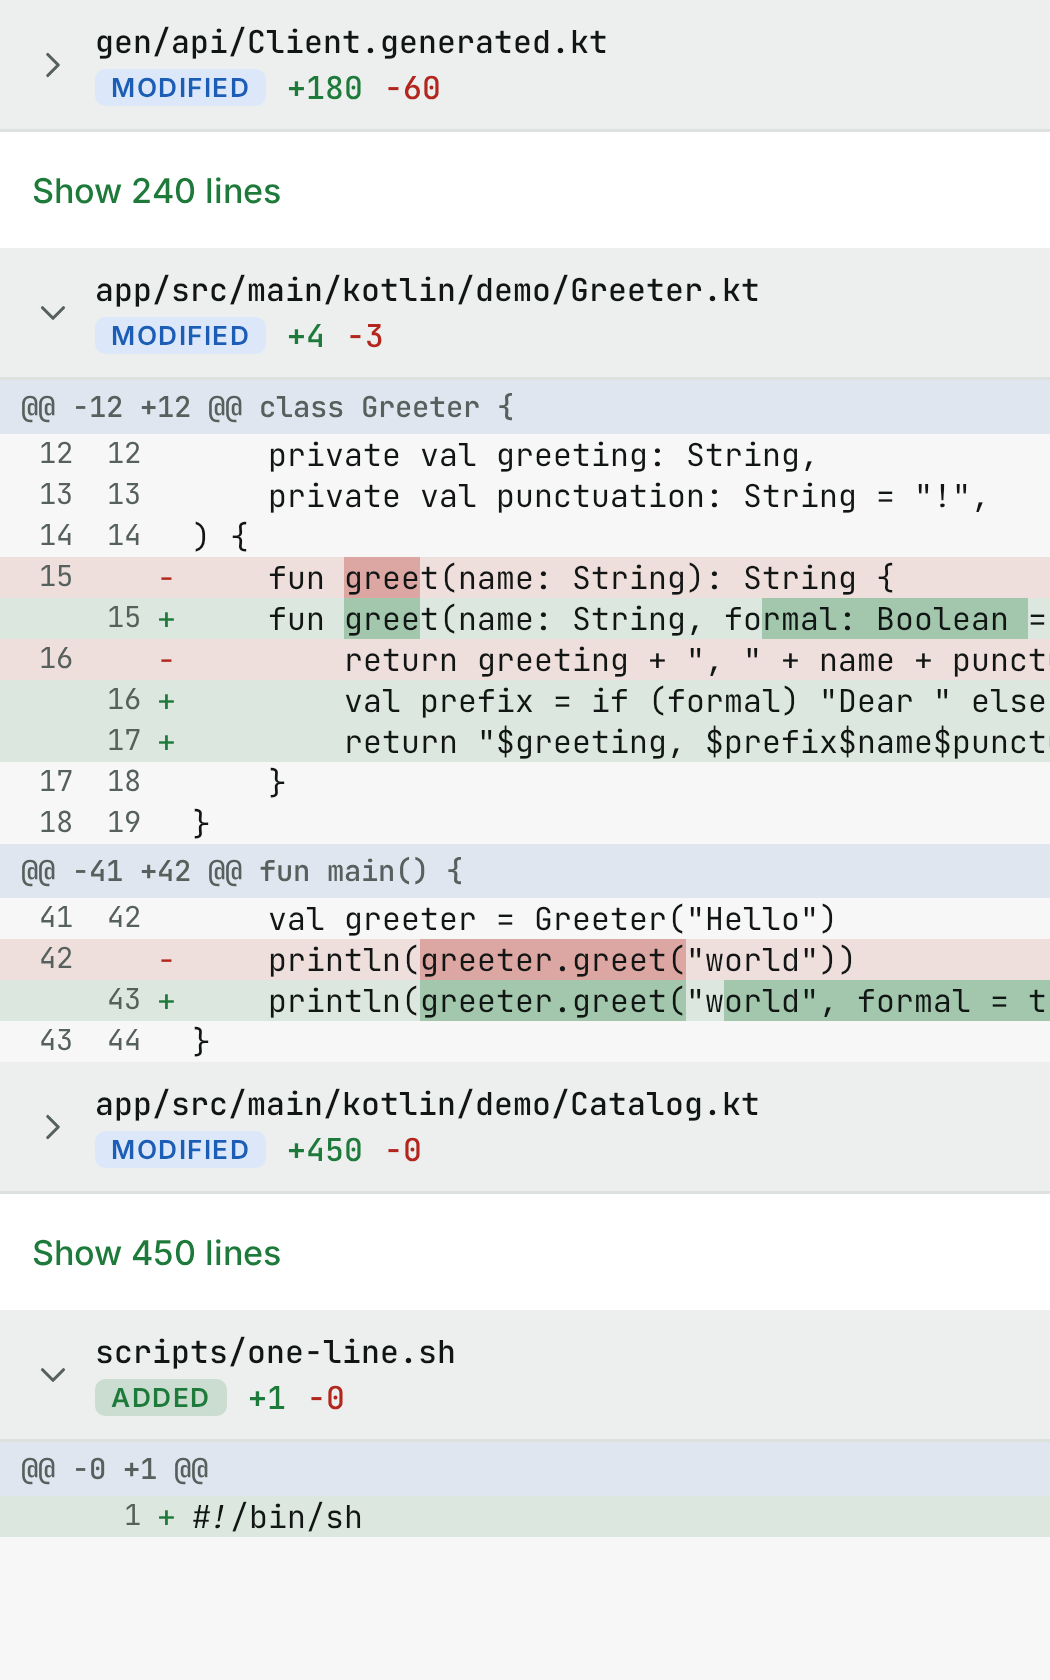 gen/api/Client.generated.kt
MODIFIED +180 -60
Show 240 lines
app/src/main/kotlin/demo/Greeter.kt
MODIFIED +4 -3
@@ -12 +12 @@ class Greeter {
12 12     private val greeting: String,
13 13     private val punctuation: String = "!",
14 14 ) {
15 -     fun greet(name: String): String {
15 +     fun greet(name: String, formal: Boolean =
16 -         return greeting + ", " + name + punct
16 +         val prefix = if (formal) "Dear " else
17 +         return "$greeting, $prefix$name$punct
17 18     }
18 19 }
@@ -41 +42 @@ fun main() {
41 42     val greeter = Greeter("Hello")
42 -     println(greeter.greet("world"))
43 +     println(greeter.greet("world", formal = t
43 44 }
app/src/main/kotlin/demo/Catalog.kt
MODIFIED +450 -0
Show 450 lines
scripts/one-line.sh
ADDED +1 -0
@@ -0 +1 @@
1 + #!/bin/sh